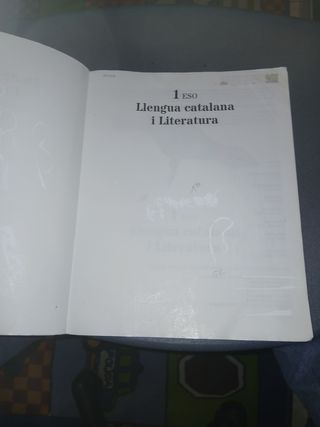 1 ESO
Llengua catalana
i Literatura